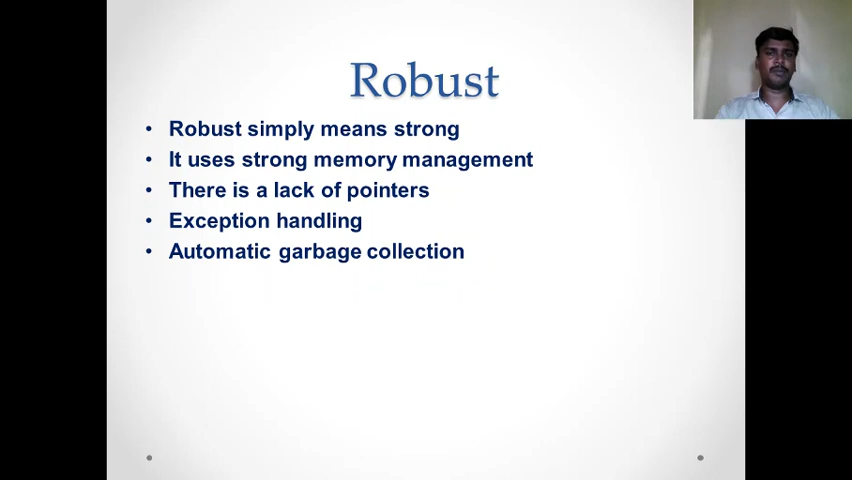 Robust
• Robust simply means strong
• It uses strong memory management
• There is a lack of pointers
• Exception handling
• Automatic garbage collection